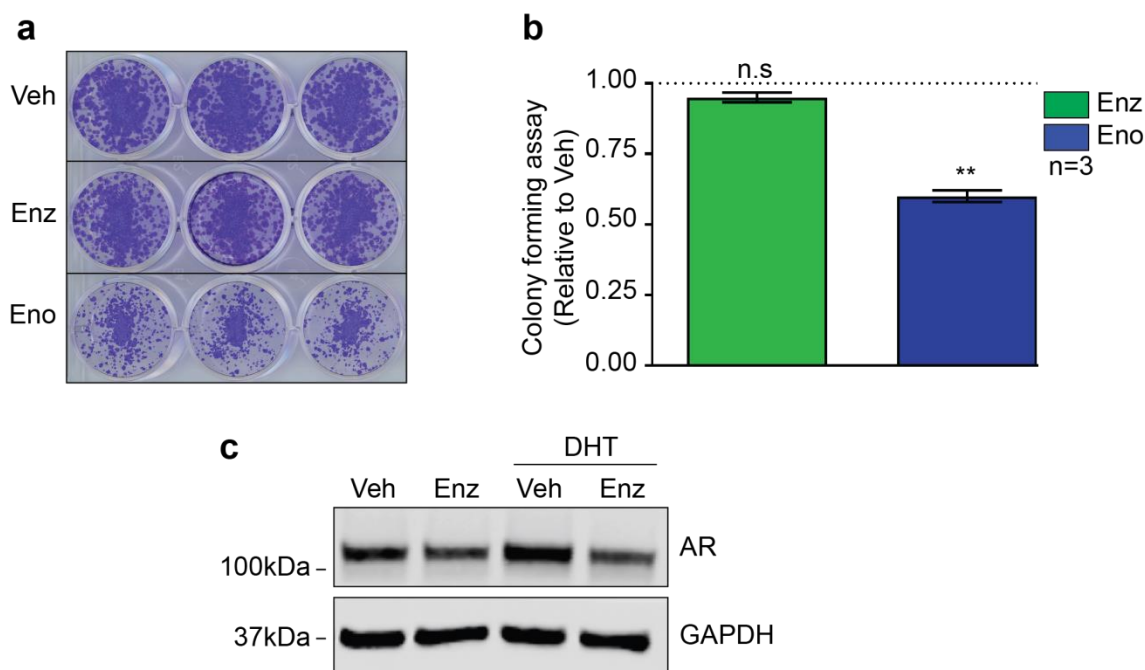 a
Veh
Enz
Eno
b
Colony forming assay
(Relative to Veh)
1.00
0.75
0.50
0.25
0.00
n.s
**
Enz
Eno
n=3
c
DHT
Veh Enz Veh Enz
100kDa
AR
37kDa
GAPDH